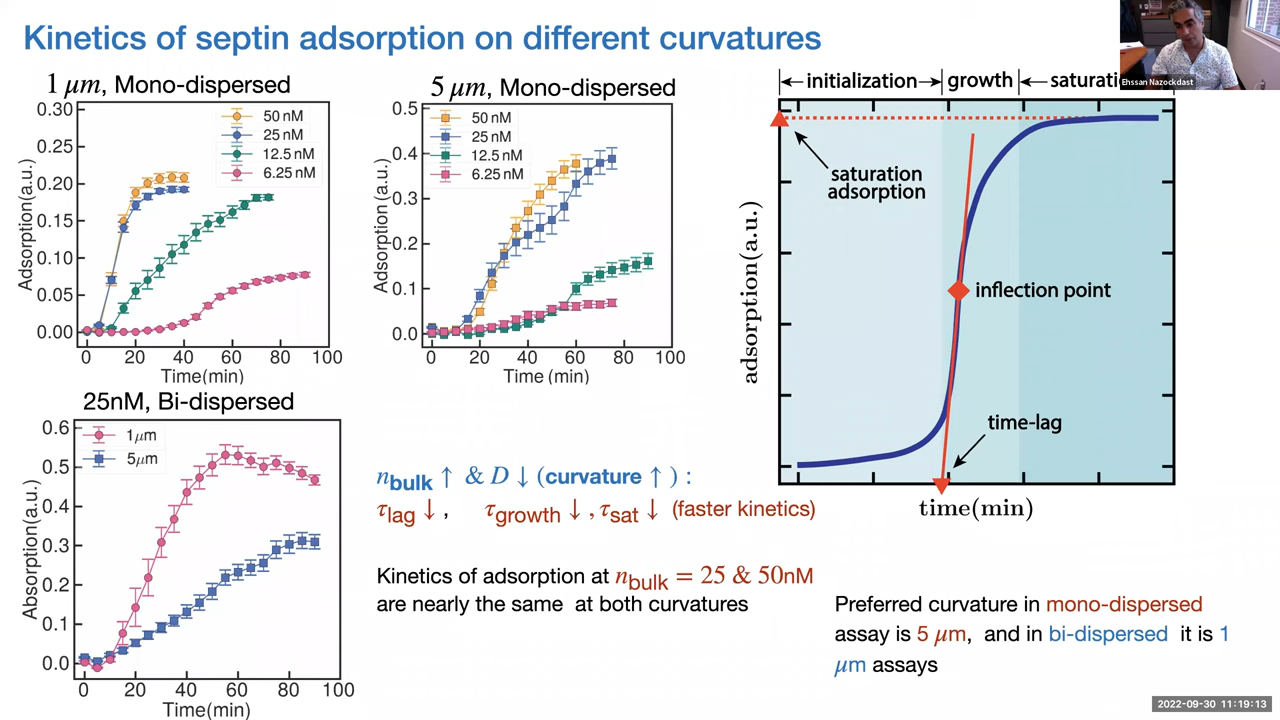 Kinetics of septin adsorption on different curvatures
Ehssan Nazockdast
1 μm, Mono-dispersed
0.30
0.25
0.20
0.15
0.10
0.05
0.00
Adsorption(a.u.)
50 nM
25 nM
12.5 nM
6.25 nM
0 20 40 60 80 100
Time(min)
5 μm, Mono-dispersed
0.5
0.4
0.3
0.2
0.1
0.0
Adsorption(a.u.)
50 nM
25 nM
12.5 nM
6.25 nM
0 20 40 60 80 100
Time (min)
initialization growth saturati
saturation
adsorption
inflection point
time-lag
adsorption(a.u.)
time(min)
25nM, Bi-dispersed
0.6
0.5
0.4
0.3
0.2
0.1
0.0
Absorption(a.u.)
1μm
5μm
0 20 40 60 80 100
Time(min)
n_bulk ↑ & D ↓ (curvature ↑ ) :
τ_lag ↓ , τ_growth ↓ , τ_sat ↓ (faster kinetics)
Kinetics of adsorption at n_bulk = 25 & 50nM
are nearly the same at both curvatures
Preferred curvature in mono-dispersed
assay is 5 μm, and in bi-dispersed it is 1
μm assays
2022-09-30 11:19:13